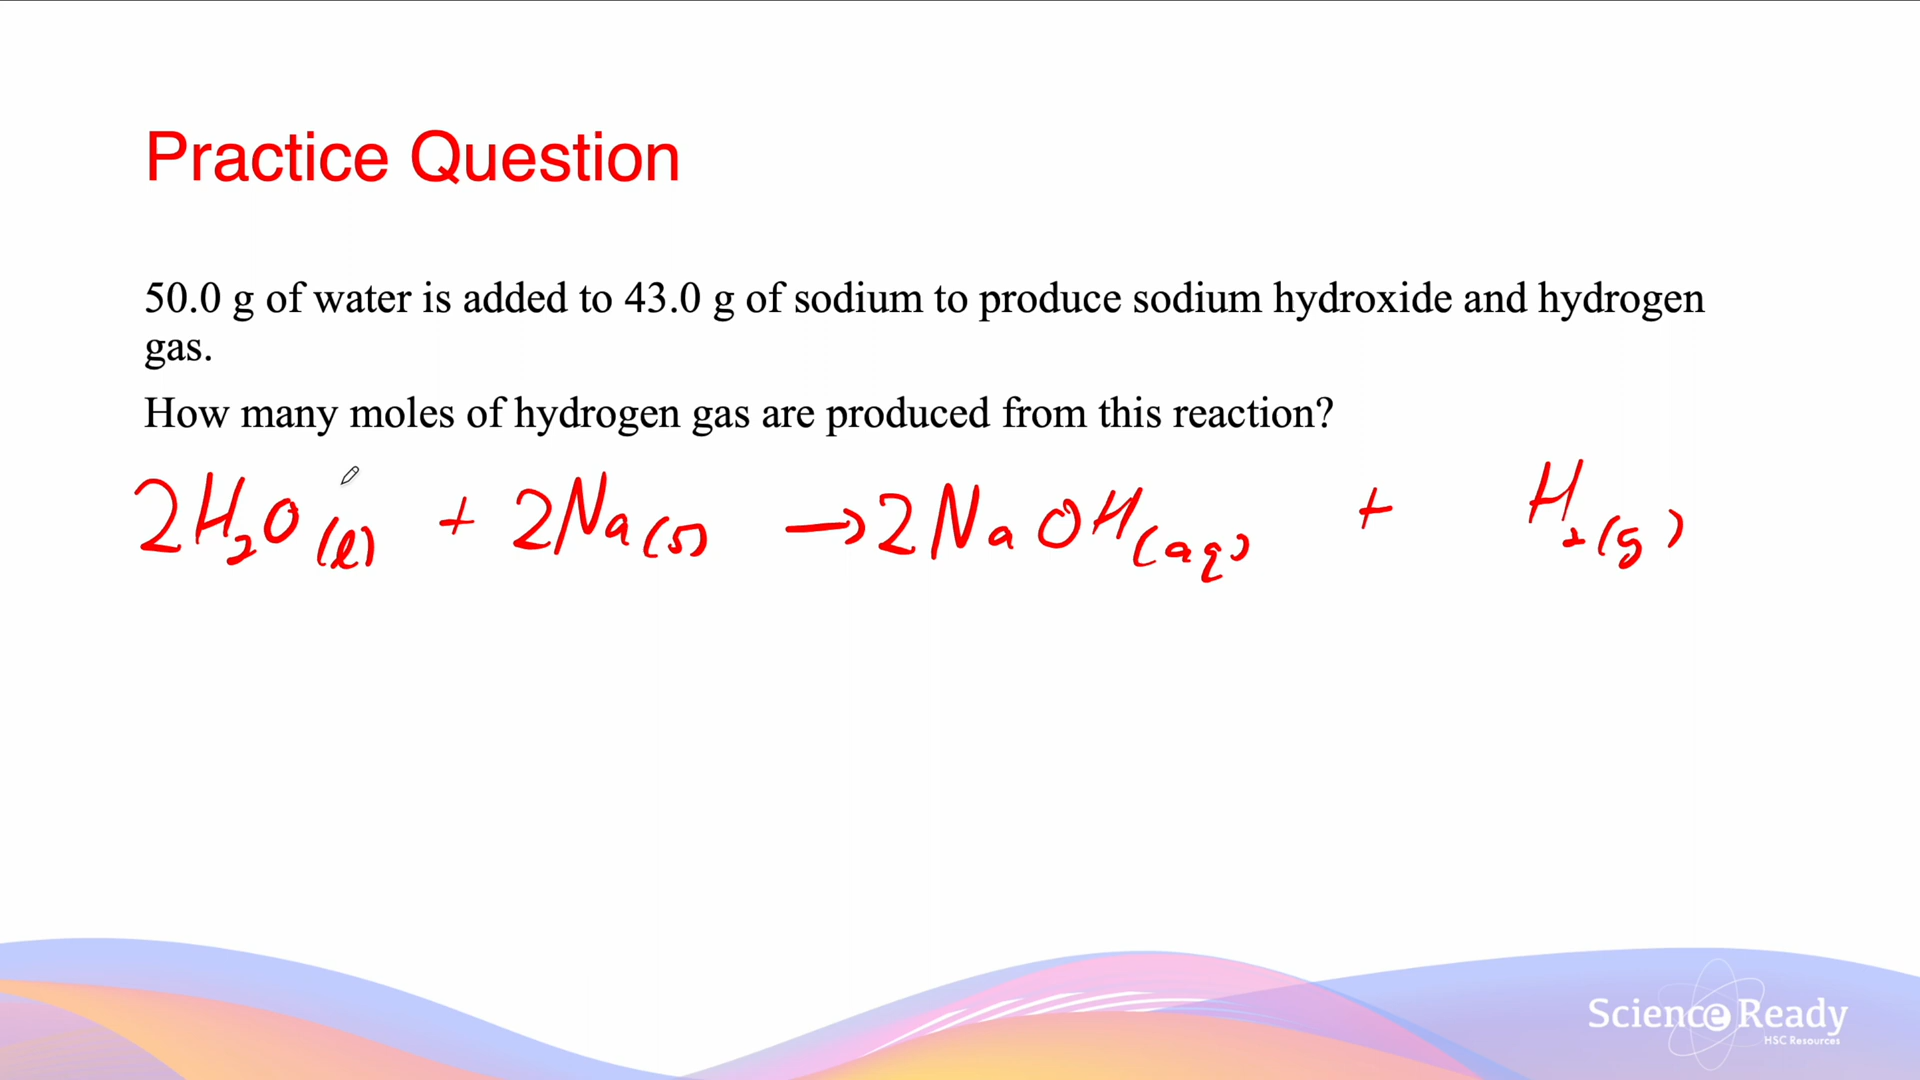 Practice Question
50.0 g of water is added to 43.0 g of sodium to produce sodium hydroxide and hydrogen
gas.
How many moles of hydrogen gas are produced from this reaction?
2H₂O(l) + 2Na(s) → 2NaOH(aq) + H₂(g)
Science Ready
HSC Resources